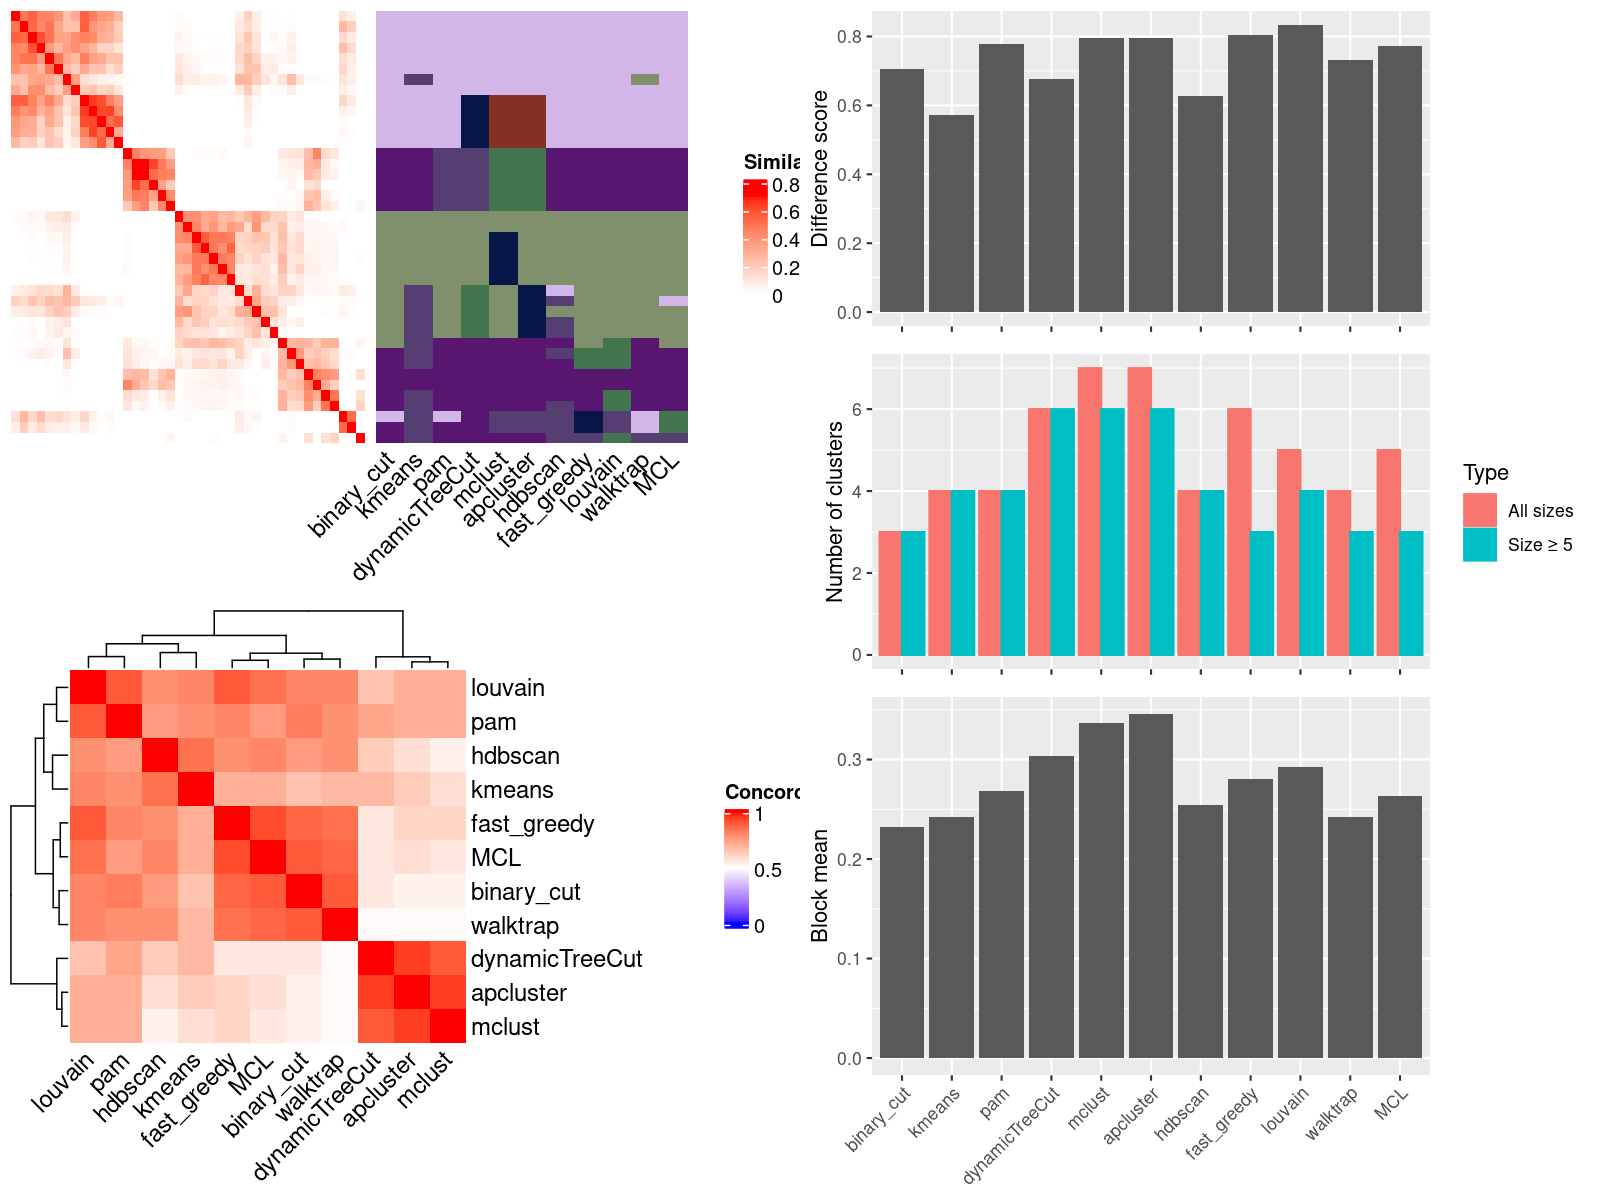 Simila
0.8
0.6
0.4
0.2
0
binary_cut
kmeans
pam
dynamicTreeCut
mclust
apcluster
hdbscan
fast_greedy
louvain
walktrap
MCL
louvain
pam
hdbscan
kmeans
fast_greedy
MCL
binary_cut
walktrap
dynamicTreeCut
apcluster
mclust
louvain
pam
hdbscan
kmeans
fast_greedy
MCL
binary_cut
walktrap
dynamicTreeCut
apcluster
mclust
Concord
1
0.5
0
Difference score
0.8
0.6
0.4
0.2
0.0
Number of clusters
6
4
2
0
Type
All sizes
Size ≥ 5
Block mean
0.3
0.2
0.1
0.0
binary_cut
kmeans
pam
dynamicTreeCut
mclust
apcluster
hdbscan
fast_greedy
louvain
walktrap
MCL